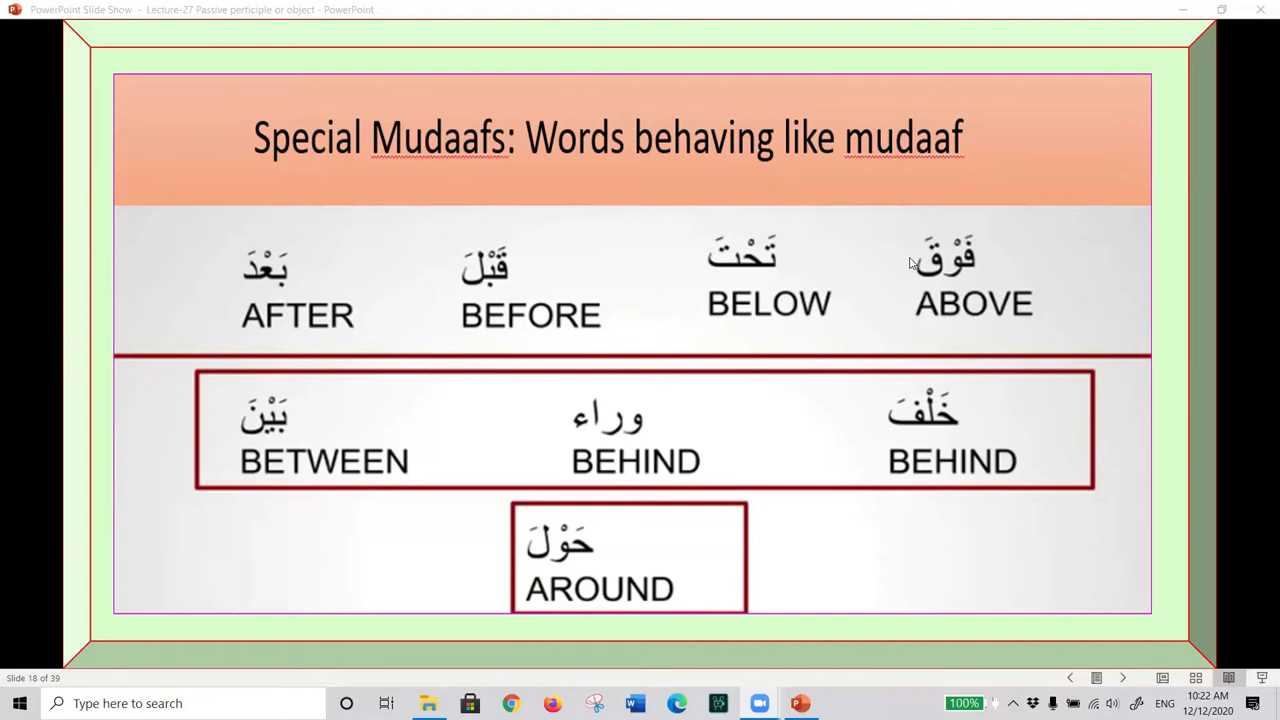 PowerPoint Slide Show - Lecture-27 Passive perticiple or object - PowerPoint
Special Mudaafs: Words behaving like mudaaf
بَعْدَ قَبْلَ تَحْتَ فَوْقَ
AFTER BEFORE BELOW ABOVE
بَيْنَ وراء خَلْفَ
BETWEEN BEHIND BEHIND
حَوْلَ
AROUND
Slide 18 of 39
Type here to search
100%
ENG
10:22 AM
12/12/2020